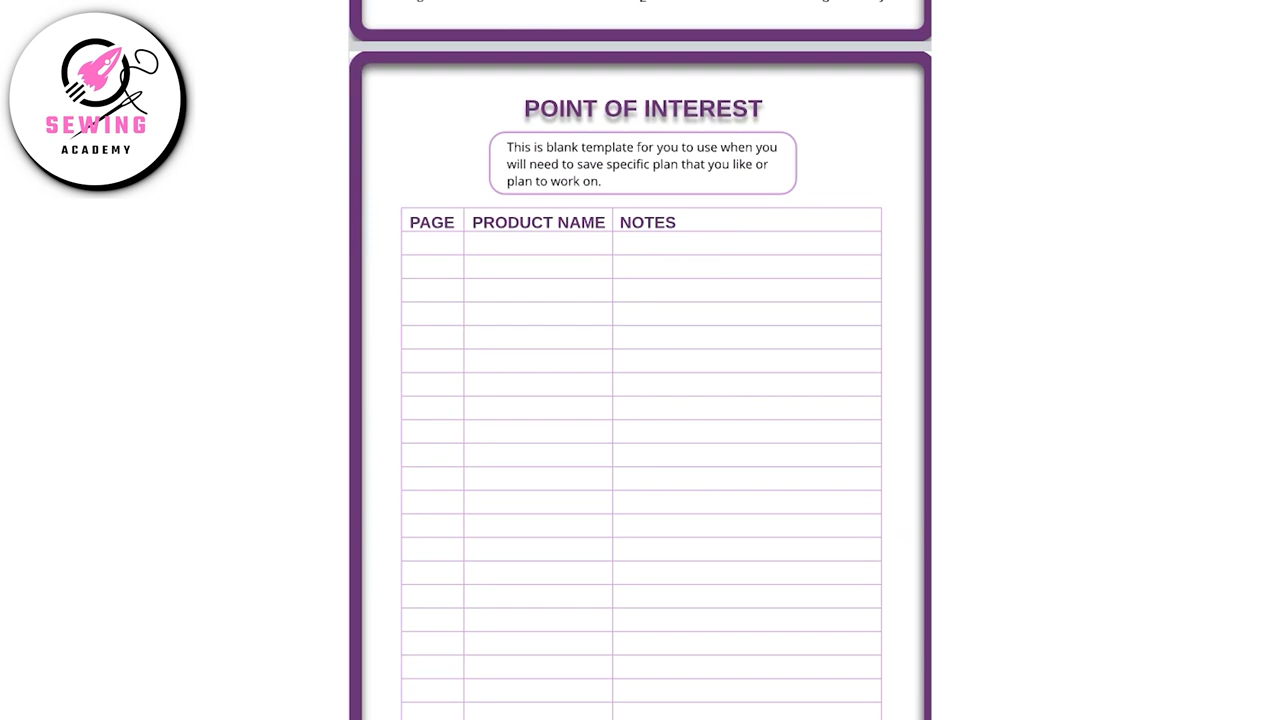 SEWING
ACADEMY
POINT OF INTEREST
This is blank template for you to use when you
will need to save specific plan that you like or
plan to work on.
PAGE PRODUCT NAME NOTES